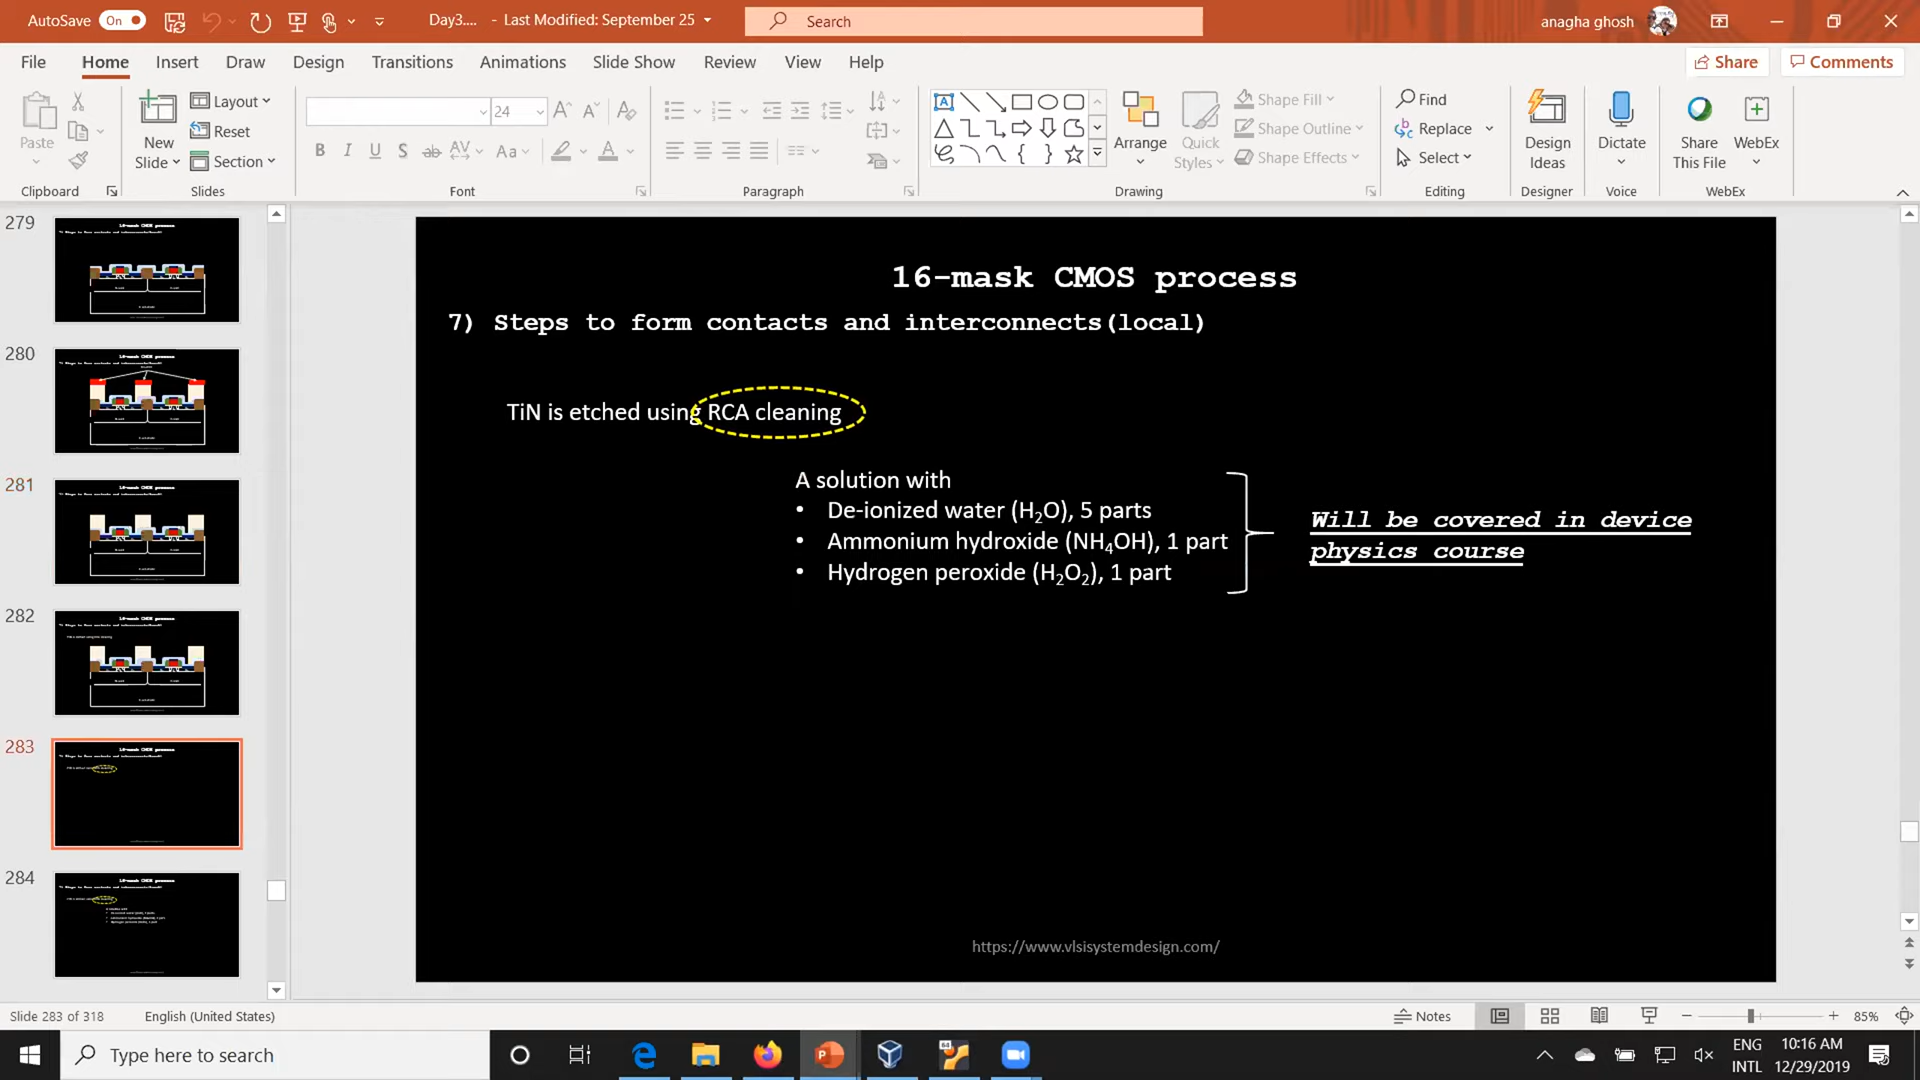 AutoSave On
Day3.... - Last Modified: September 25
Search
anagha ghosh
File Home Insert Draw Design Transitions Animations Slide Show Review View Help Share Comments
Paste
New Slide
Layout
Reset
Section
24
Arrange
Quick Styles
Shape Fill
Shape Outline
Shape Effects
Find
Replace
Select
Design Ideas
Dictate
Share This File
WebEx
Clipboard Slides Font Paragraph Drawing Editing Designer Voice WebEx
279
280
281
282
283
284
16-mask CMOS process
7) Steps to form contacts and interconnects(local)
TiN is etched using RCA cleaning
A solution with
• De-ionized water (H₂O), 5 parts
• Ammonium hydroxide (NH₄OH), 1 part
• Hydrogen peroxide (H₂O₂), 1 part
Will be covered in device
physics course
https://www.vlsisystemdesign.com/
Slide 283 of 318 English (United States) Notes 85%
Type here to search
ENG
INTL
10:16 AM
12/29/2019